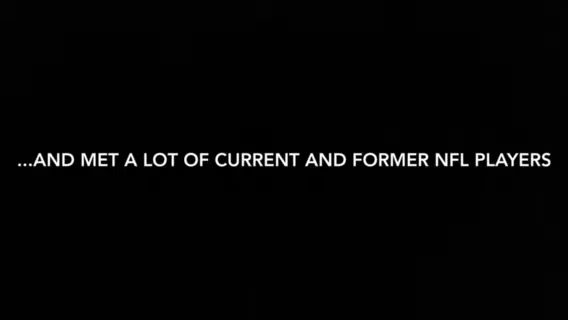 ...AND MET A LOT OF CURRENT AND FORMER NFL PLAYERS